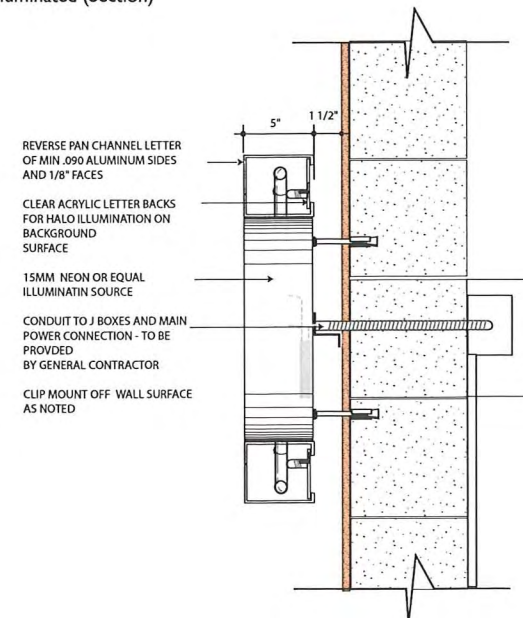 uminated (Section)
5"
1 1/2"
REVERSE PAN CHANNEL LETTER
OF MIN .090 ALUMINUM SIDES
AND 1/8" FACES
CLEAR ACRYLIC LETTER BACKS
FOR HALO ILLUMINATION ON
BACKGROUND
SURFACE
15MM NEON OR EQUAL
ILLUMINATIN SOURCE
CONDUIT TO J BOXES AND MAIN
POWER CONNECTION - TO BE
PROVDED
BY GENERAL CONTRACTOR
CLIP MOUNT OFF WALL SURFACE
AS NOTED